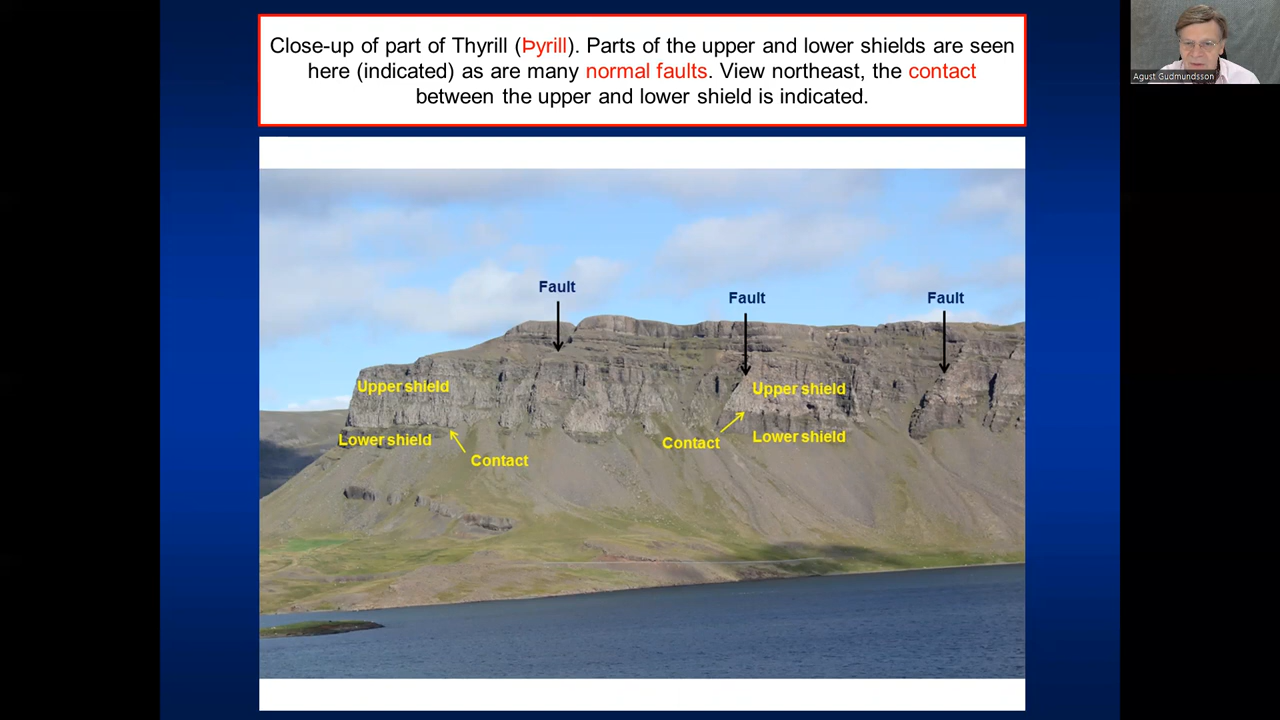 Close-up of part of Thyrill (Þyrill). Parts of the upper and lower shields are seen
here (indicated) as are many normal faults. View northeast, the contact
between the upper and lower shield is indicated.
Agust Gudmundsson
Fault
Fault
Fault
Upper shield
Upper shield
Lower shield
Contact
Lower shield
Contact